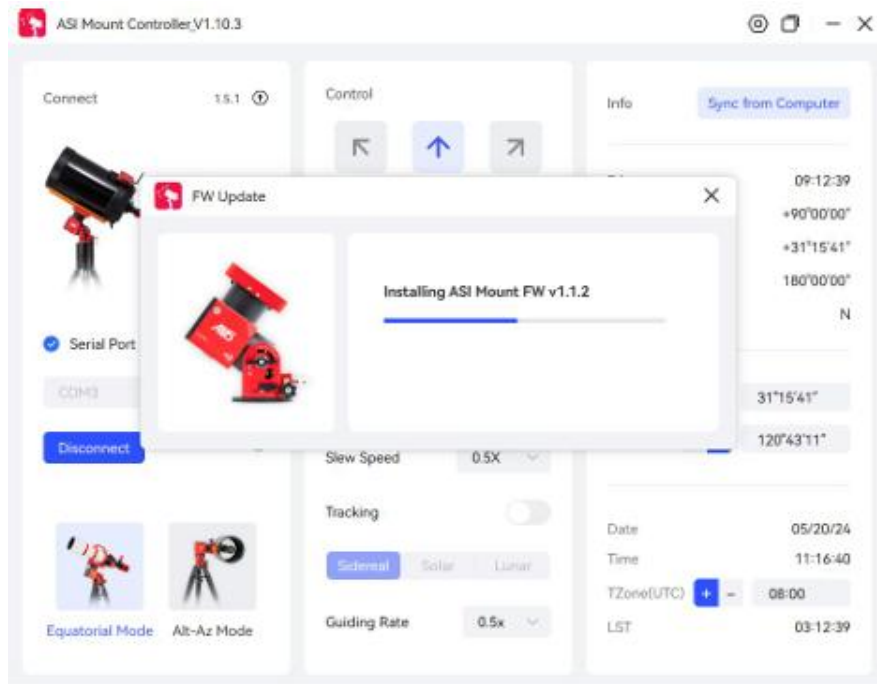 ASI Mount Controller_V1.10.3
Connect 1.5.1
Control
Info Sync from Computer
09:12:39
FW Update
+90°00'00"
+31°15'41"
Installing ASI Mount FW v1.1.2
180°00'00"
N
Serial Port
COM3
31°15'41"
Disconnect
120°43'11"
Slew Speed 0.5X
Tracking
Date 05/20/24
Sidereal Solar Lunar
Time 11:16:40
TZone(UTC) + - 08:00
Equatorial Mode Alt-Az Mode
Guiding Rate 0.5x
LST 03:12:39